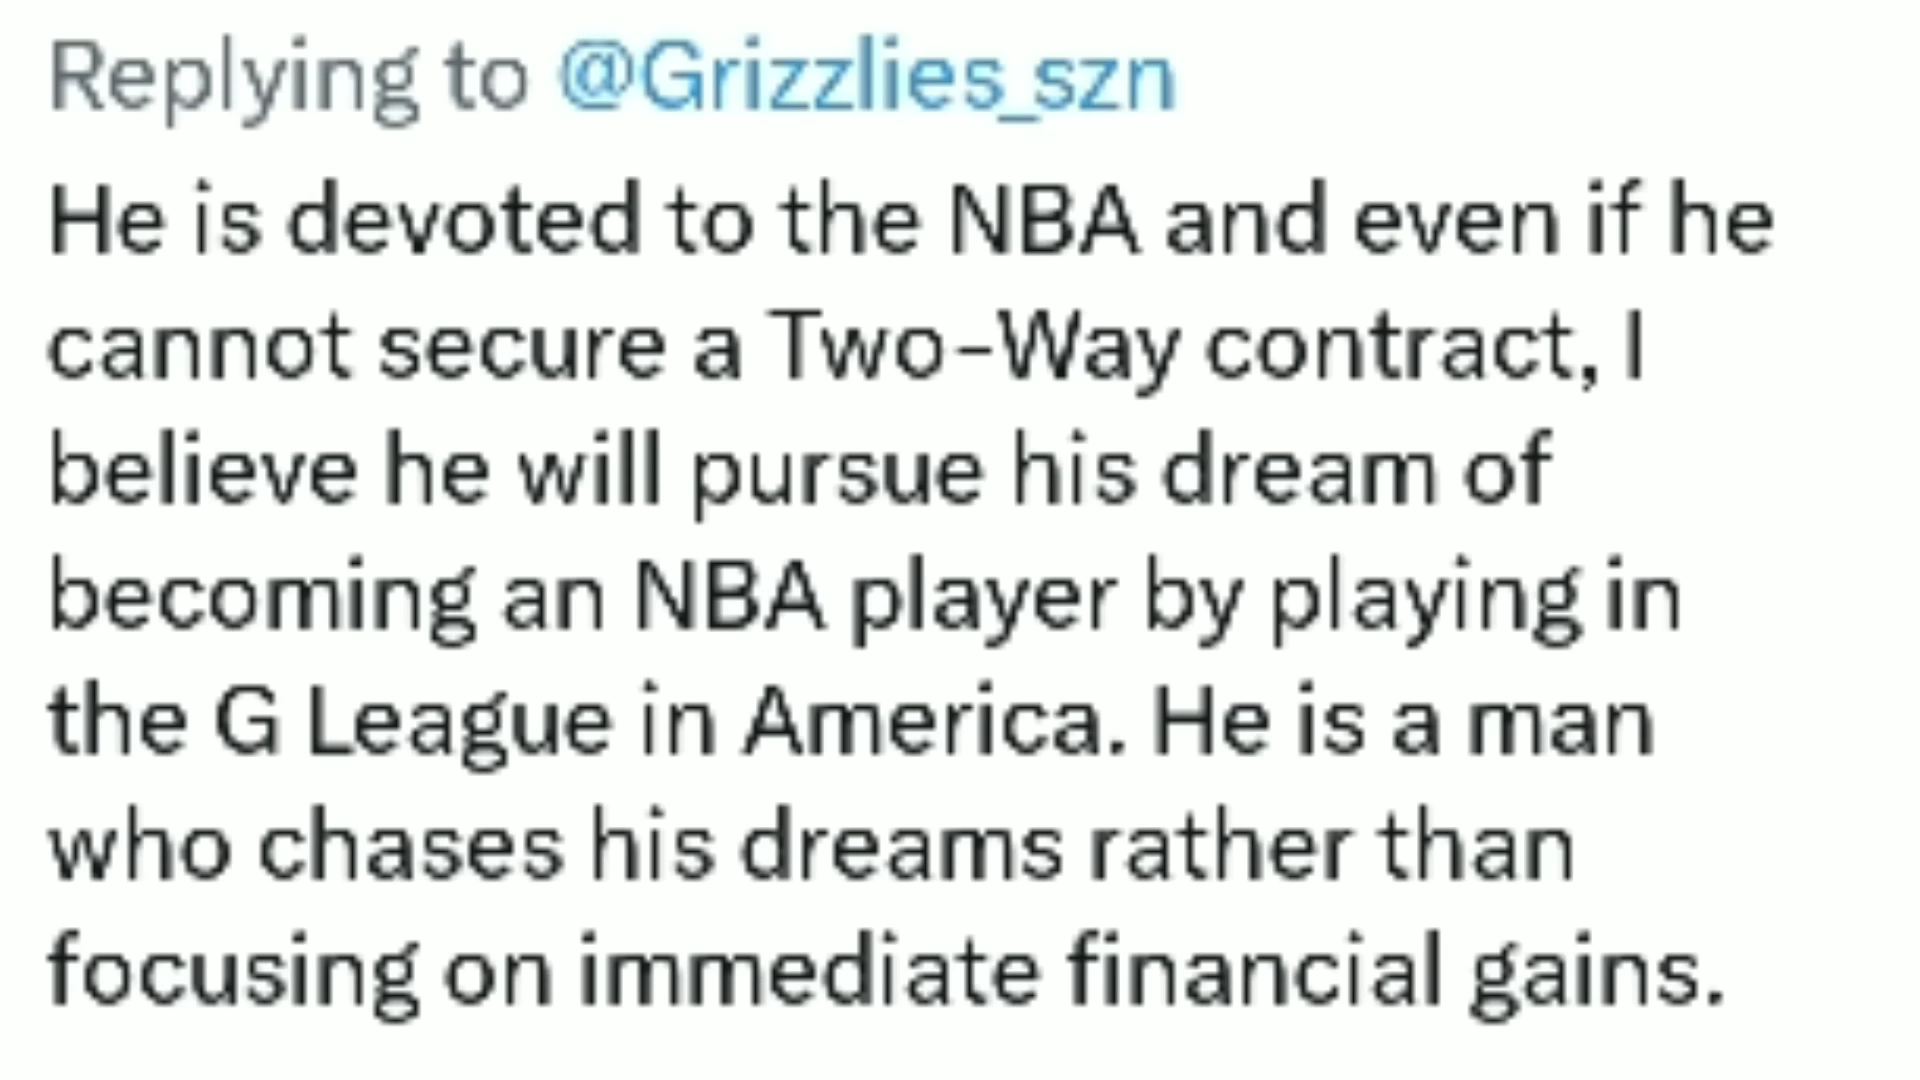 Replying to @Grizzlies_szn
He is devoted to the NBA and even if he
cannot secure a Two-Way contract, I
believe he will pursue his dream of
becoming an NBA player by playing in
the G League in America. He is a man
who chases his dreams rather than
focusing on immediate financial gains.